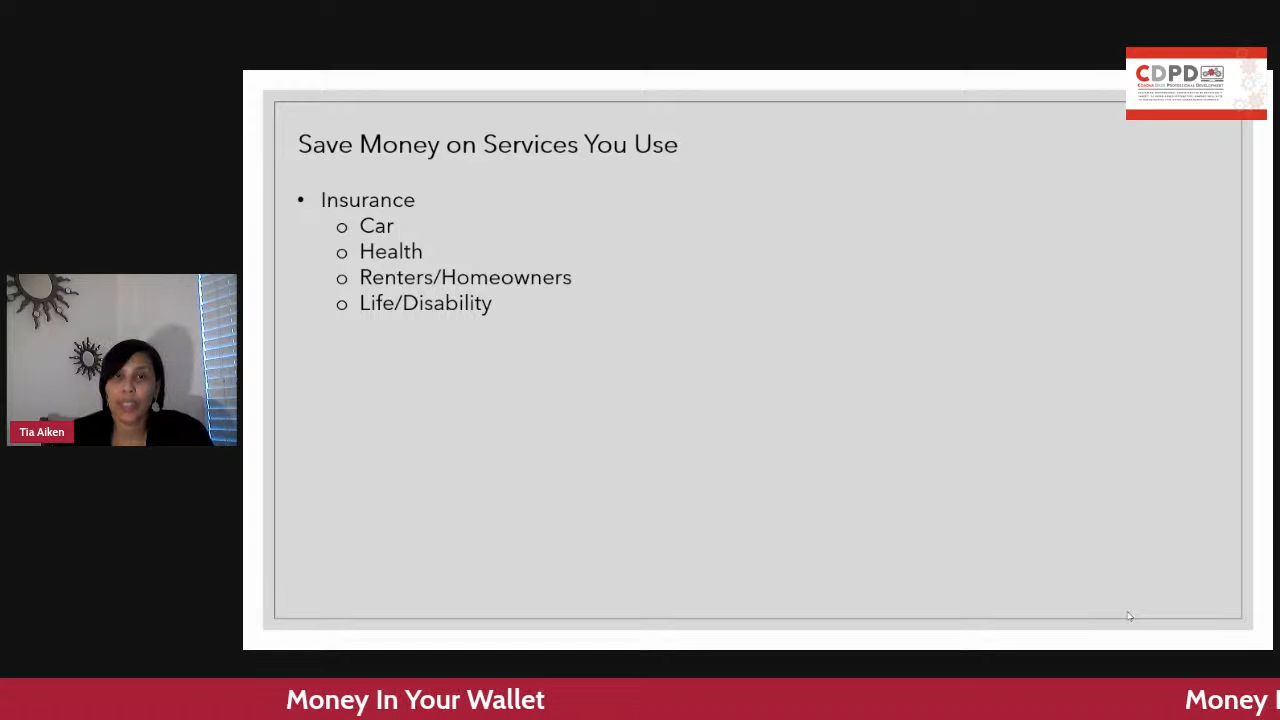 CDPD
Save Money on Services You Use
• Insurance
o Car
o Health
o Renters/Homeowners
o Life/Disability
Tia Aiken
Money In Your Wallet
Money